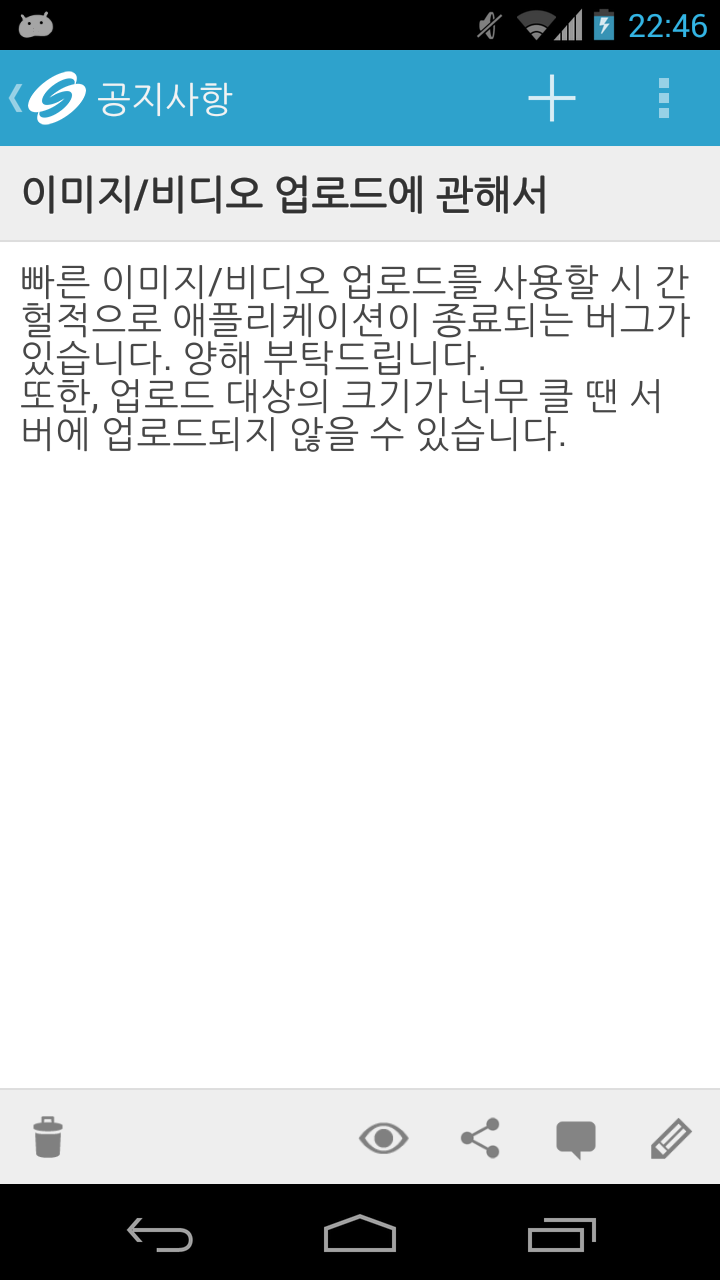 22:46
공지사항
이미지/비디오 업로드에 관해서
빠른 이미지/비디오 업로드를 사용할 시 간
헐적으로 애플리케이션이 종료되는 버그가
있습니다. 양해 부탁드립니다.
또한, 업로드 대상의 크기가 너무 클 땐 서
버에 업로드되지 않을 수 있습니다.